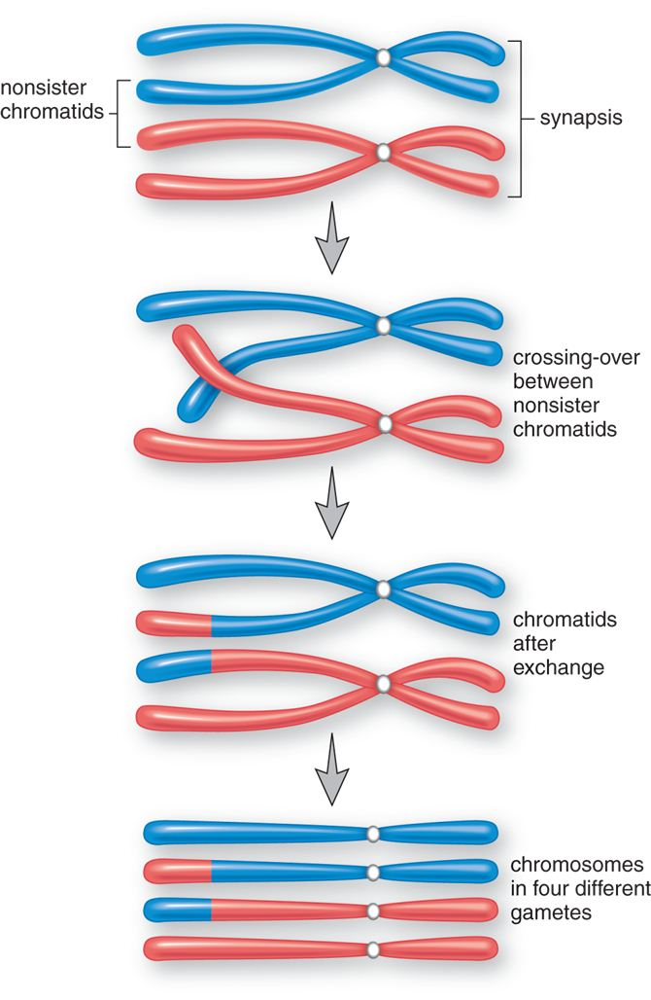 nonsister
chromatids
synapsis
crossing-over
between
nonsister
chromatids
chromatids
after
exchange
chromosomes
in four different
gametes